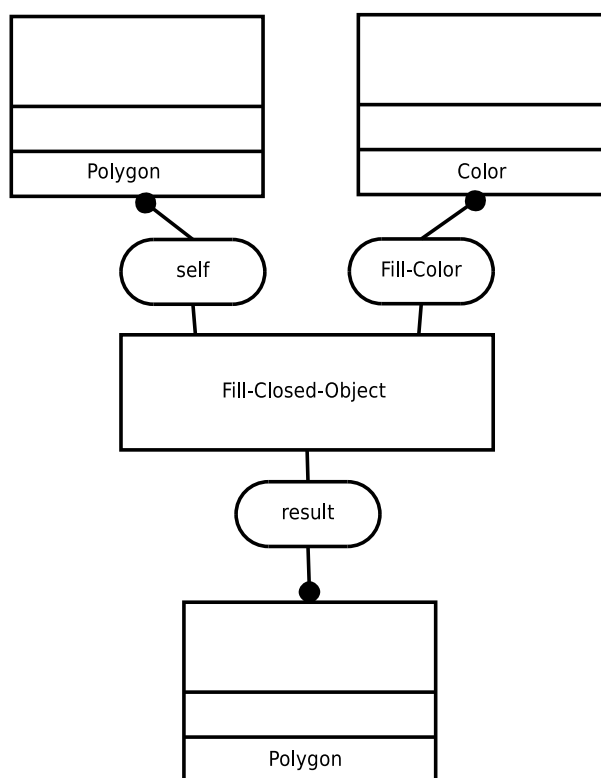 Polygon
Color
self
Fill-Color
Fill-Closed-Object
result
Polygon